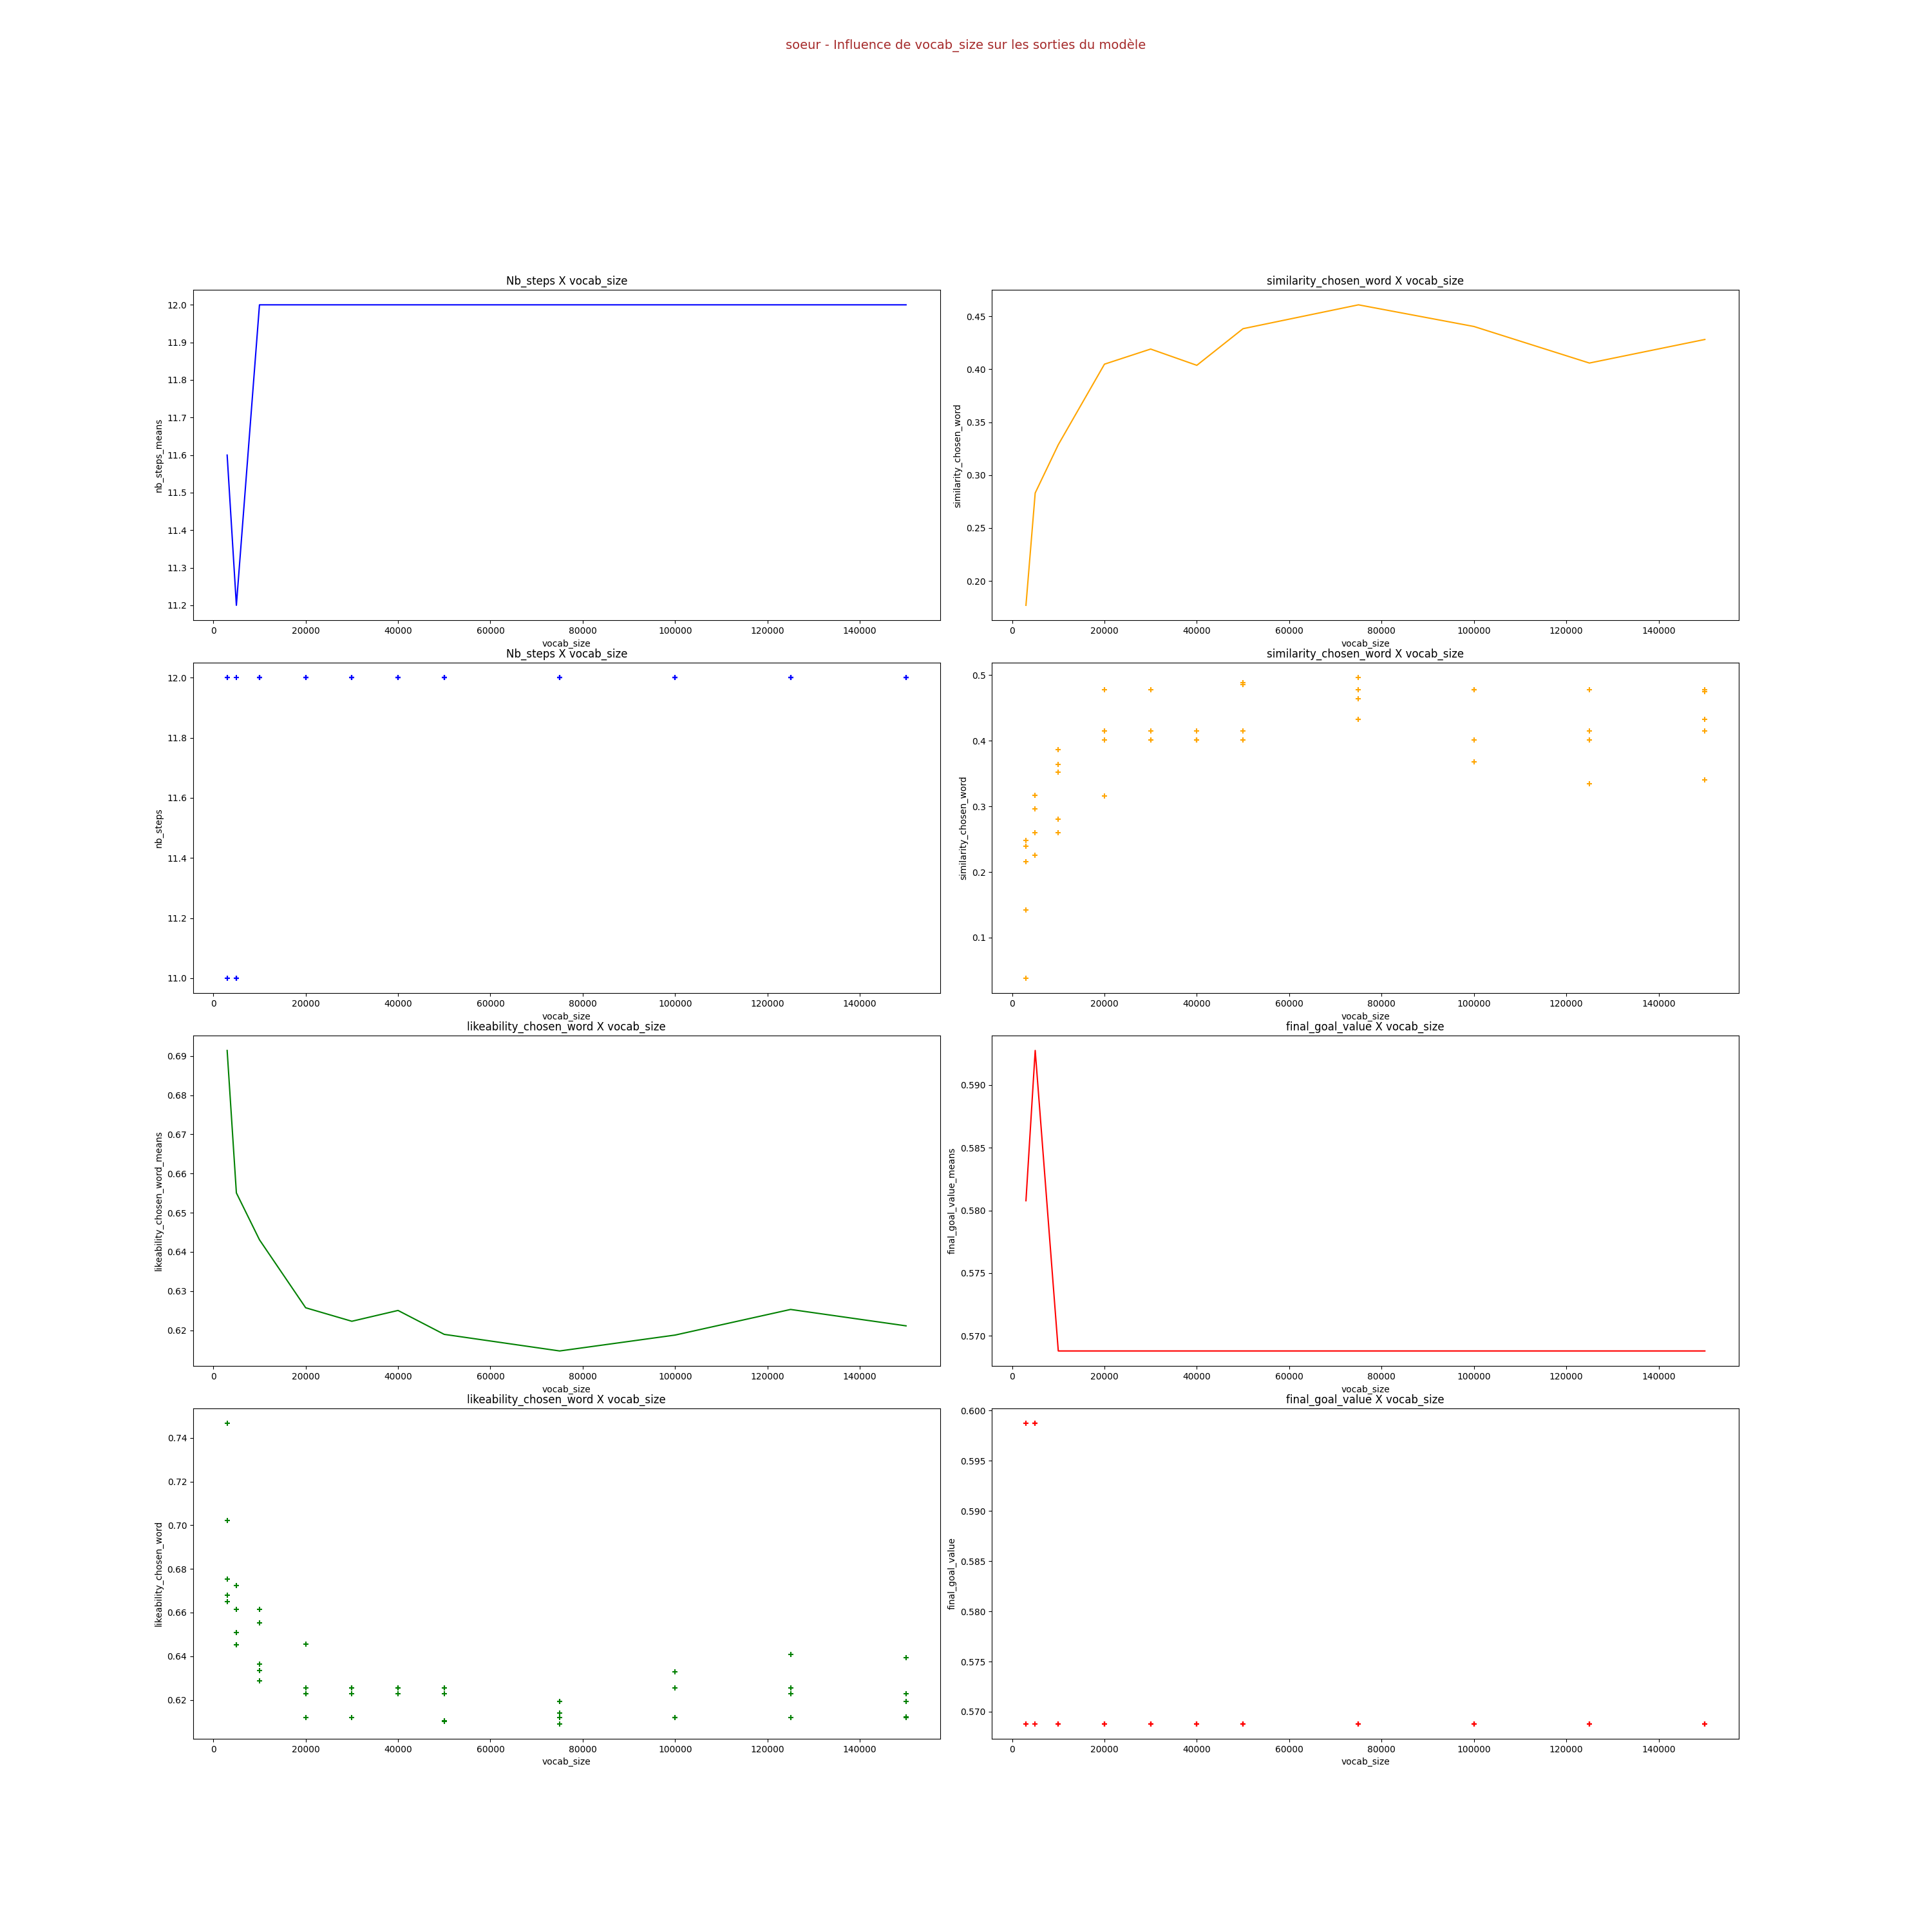 soeur - Influence de vocab_size sur les sorties du modèle
Nb_steps X vocab_size
nb_steps_means
12.0
11.9
11.8
11.7
11.6
11.5
11.4
11.3
11.2
0 20000 40000 60000 80000 100000 120000 140000
vocab_size
similarity_chosen_word X vocab_size
similarity_chosen_word
0.45
0.40
0.35
0.30
0.25
0.20
0 20000 40000 60000 80000 100000 120000 140000
vocab_size
Nb_steps X vocab_size
nb_steps
12.0
11.8
11.6
11.4
11.2
11.0
0 20000 40000 60000 80000 100000 120000 140000
vocab_size
similarity_chosen_word X vocab_size
similarity_chosen_word
0.5
0.4
0.3
0.2
0.1
0 20000 40000 60000 80000 100000 120000 140000
vocab_size
likeability_chosen_word X vocab_size
likeability_chosen_word_means
0.69
0.68
0.67
0.66
0.65
0.64
0.63
0.62
0 20000 40000 60000 80000 100000 120000 140000
vocab_size
final_goal_value X vocab_size
final_goal_value_means
0.590
0.585
0.580
0.575
0.570
0 20000 40000 60000 80000 100000 120000 140000
vocab_size
likeability_chosen_word X vocab_size
likeability_chosen_word
0.74
0.72
0.70
0.68
0.66
0.64
0.62
0 20000 40000 60000 80000 100000 120000 140000
vocab_size
final_goal_value X vocab_size
final_goal_value
0.600
0.595
0.590
0.585
0.580
0.575
0.570
0 20000 40000 60000 80000 100000 120000 140000
vocab_size